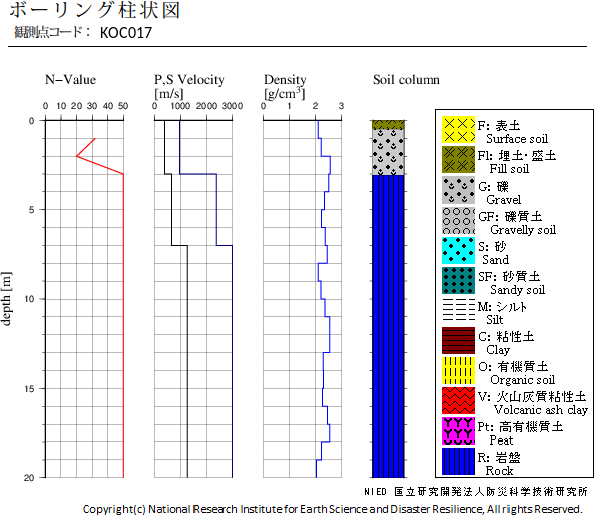 ボーリング柱状図
観測点コード: KOC017
N-Value
0 10 20 30 40 50
P,S Velocity
[m/s]
0 1000 2000 3000
Density
[g/cm3]
0 1 2 3
Soil column
depth [m]
0
5
10
15
20
F: 表土
Surface soil
Fl: 埋土・盛土
Fill soil
G: 礫
Gravel
GF: 礫質土
Gravelly soil
S: 砂
Sand
SF: 砂質土
Sandy soil
M: シルト
Silt
C: 粘性土
Clay
O: 有機質土
Organic soil
V: 火山灰質粘性土
Volcanic ash clay
Pt: 高有機質土
Peat
R: 岩盤
Rock
NIED 国立研究開発法人防災科学技術研究所
Copyright(c) National Research Institute for Earth Science and Disaster Resilience, All rights Reserved.